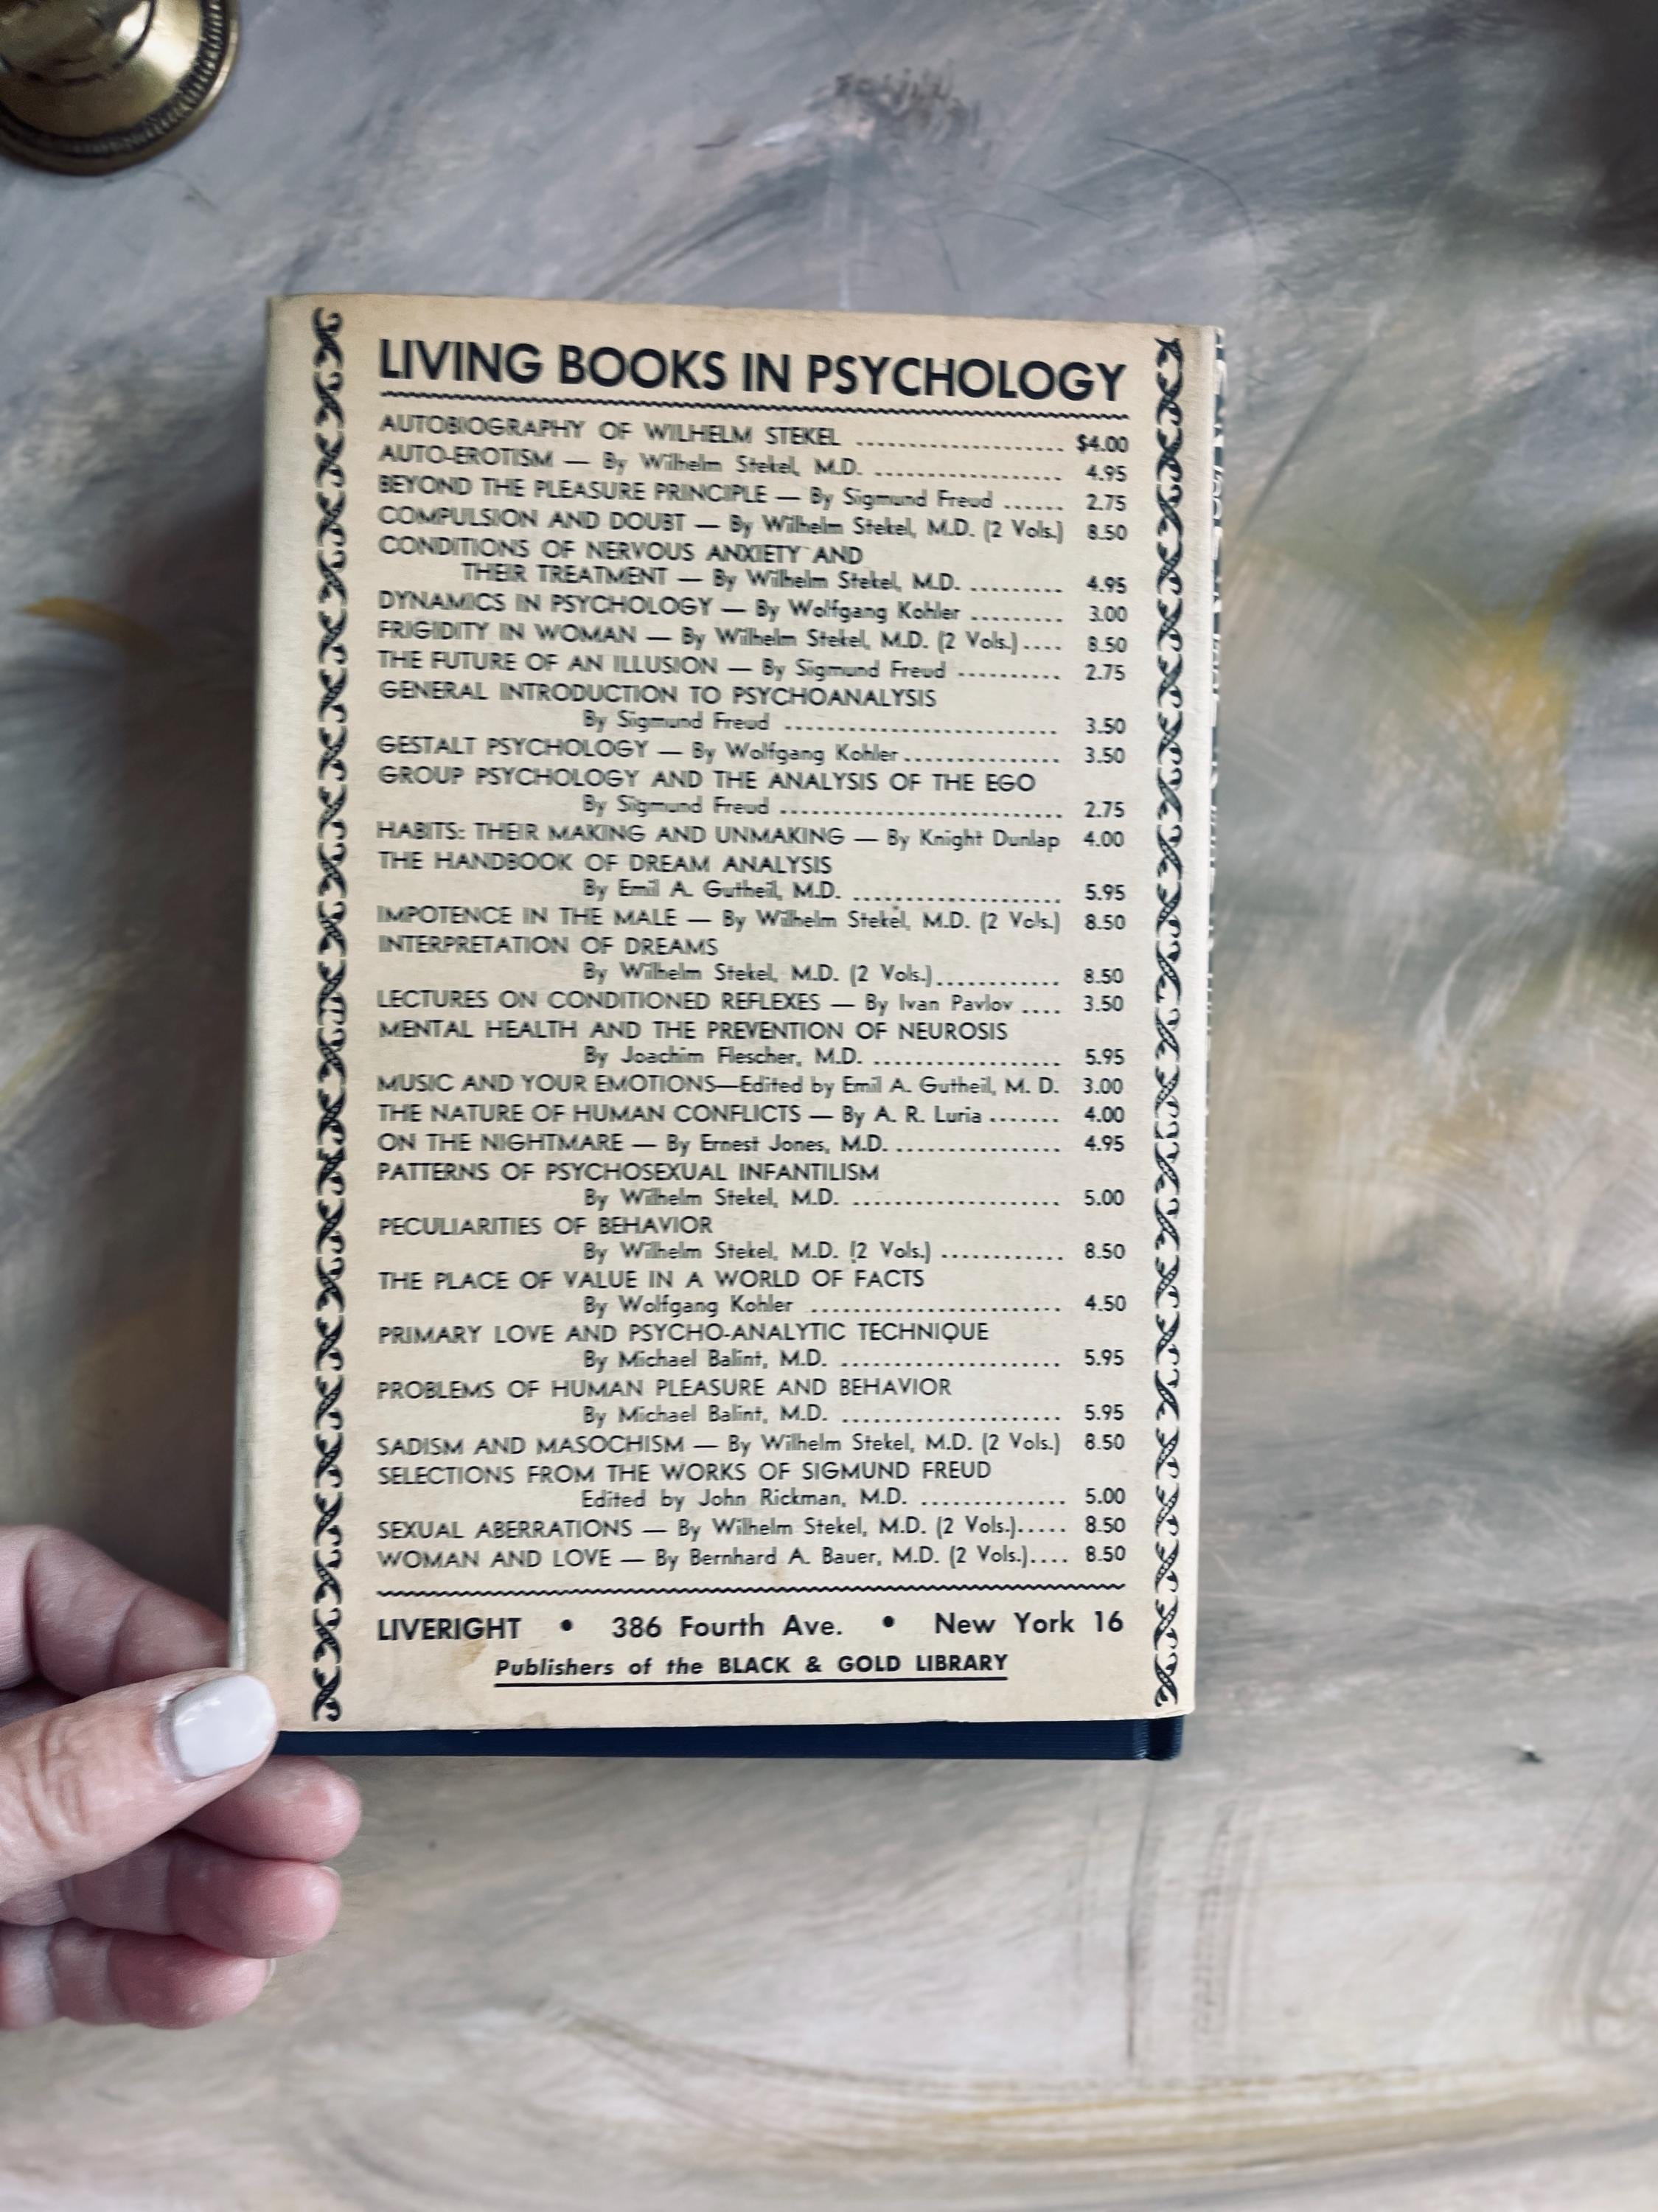 LIVING BOOKS IN PSYCHOLOGY
AUTOBIOGRAPHY OF WILHELM STEKEL .................... $4.00
AUTO-EROTISM — By Wilhelm Stekel, M.D. .................. 4.95
BEYOND THE PLEASURE PRINCIPLE — By Sigmund Freud ...... 2.75
COMPULSION AND DOUBT — By Wilhelm Stekel, M.D. (2 Vols.) 8.50
CONDITIONS OF NERVOUS ANXIETY AND
THEIR TREATMENT — By Wilhelm Stekel, M.D. ......... 4.95
DYNAMICS IN PSYCHOLOGY — By Wolfgang Kohler ......... 3.00
FRIGIDITY IN WOMAN — By Wilhelm Stekel, M.D. (2 Vols.).... 8.50
THE FUTURE OF AN ILLUSION — By Sigmund Freud .......... 2.75
GENERAL INTRODUCTION TO PSYCHOANALYSIS
By Sigmund Freud ........................... 3.50
GESTALT PSYCHOLOGY — By Wolfgang Kohler............... 3.50
GROUP PSYCHOLOGY AND THE ANALYSIS OF THE EGO
By Sigmund Freud ........................... 2.75
HABITS: THEIR MAKING AND UNMAKING — By Knight Dunlap 4.00
THE HANDBOOK OF DREAM ANALYSIS
By Emil A. Gutheil, M.D. .................... 5.95
IMPOTENCE IN THE MALE — By Wilhelm Stekel, M.D. (2 Vols.) 8.50
INTERPRETATION OF DREAMS
By Wilhelm Stekel, M.D. (2 Vols.)............ 8.50
LECTURES ON CONDITIONED REFLEXES — By Ivan Pavlov .... 3.50
MENTAL HEALTH AND THE PREVENTION OF NEUROSIS
By Joachim Flescher, M.D. .................. 5.95
MUSIC AND YOUR EMOTIONS—Edited by Emil A. Gutheil, M. D. 3.00
THE NATURE OF HUMAN CONFLICTS — By A. R. Luria ....... 4.00
ON THE NIGHTMARE — By Ernest Jones, M.D. ................ 4.95
PATTERNS OF PSYCHOSEXUAL INFANTILISM
By Wilhelm Stekel, M.D. .................... 5.00
PECULIARITIES OF BEHAVIOR
By Wilhelm Stekel, M.D. (2 Vols.) ............ 8.50
THE PLACE OF VALUE IN A WORLD OF FACTS
By Wolfgang Kohler ........................ 4.50
PRIMARY LOVE AND PSYCHO-ANALYTIC TECHNIQUE
By Michael Balint, M.D. ..................... 5.95
PROBLEMS OF HUMAN PLEASURE AND BEHAVIOR
By Michael Balint, M.D. ..................... 5.95
SADISM AND MASOCHISM — By Wilhelm Stekel, M.D. (2 Vols.) 8.50
SELECTIONS FROM THE WORKS OF SIGMUND FREUD
Edited by John Rickman, M.D. .............. 5.00
SEXUAL ABERRATIONS — By Wilhelm Stekel, M.D. (2 Vols.)..... 8.50
WOMAN AND LOVE — By Bernhard A. Bauer, M.D. (2 Vols.).... 8.50
LIVERIGHT • 386 Fourth Ave. • New York 16
Publishers of the BLACK & GOLD LIBRARY